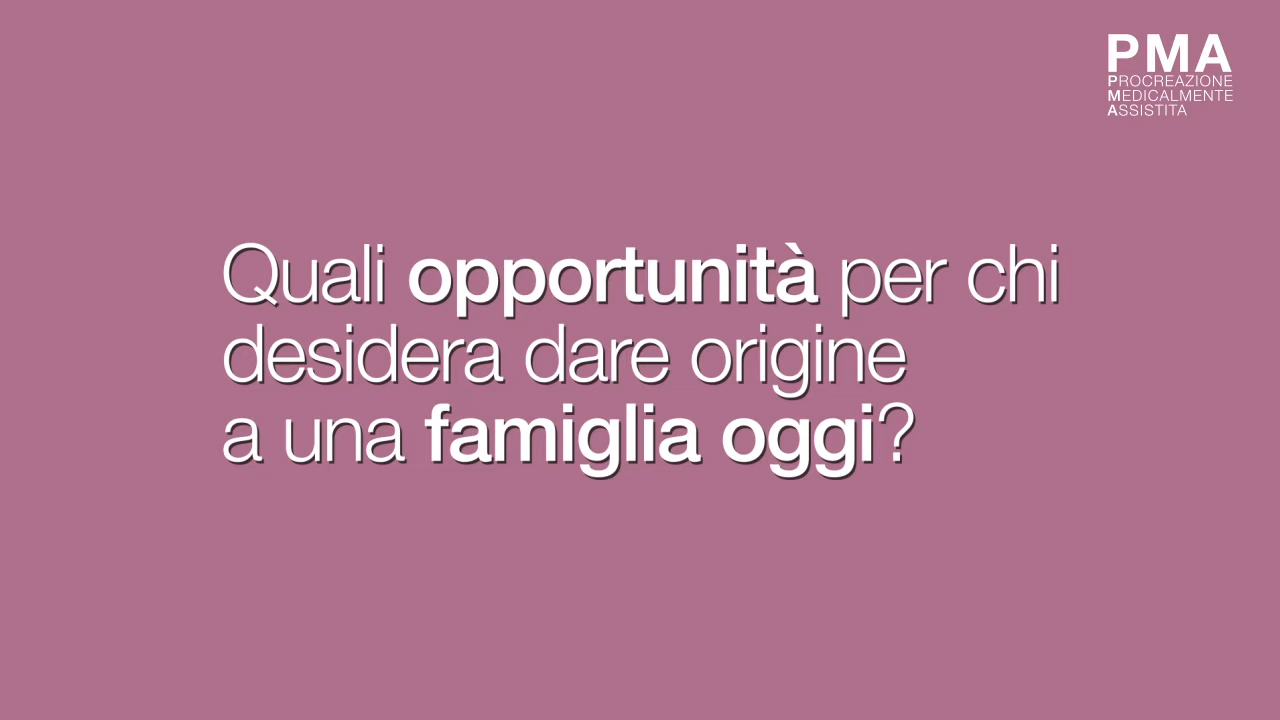 PMA
PROCREAZIONE
MEDICALMENTE
ASSISTITA
Quali opportunità per chi
desidera dare origine
a una famiglia oggi?